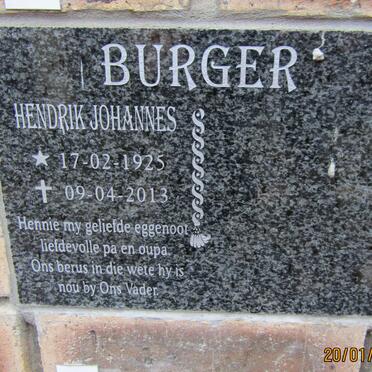 BURGER
HENDRIK JOHANNES
17-02-1925
09-04-2013
Hennie my geliefde eggenoot
liefdevolle pa en oupa.
Ons berus in die wete hy is
nou by Ons Vader.
20/01/